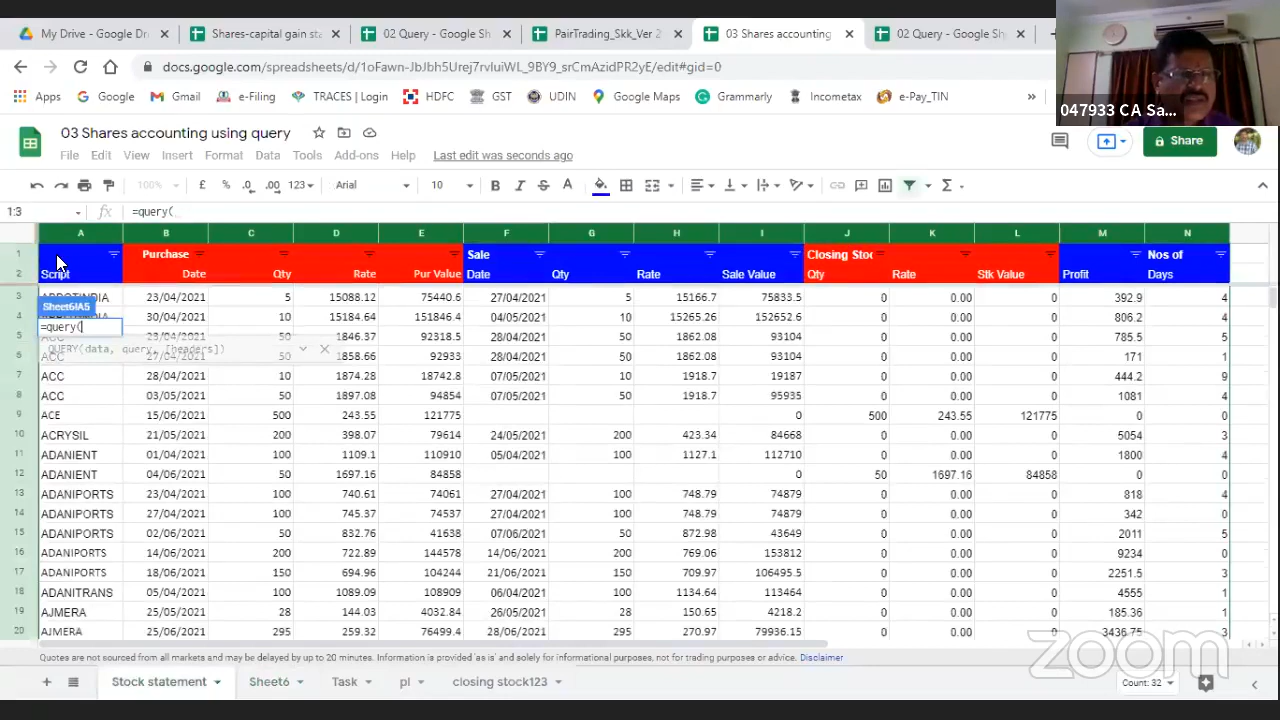 My Drive - Google Dr
Shares-capital gain sta
02 Query - Google Sh
PairTrading_Skk_Ver 2
03 Shares accounting
02 Query - Google Sh
docs.google.com/spreadsheets/d/1oFawn-JbJbh5Urej7rvluiWL_9BY9_srCmAzidPR2yE/edit#gid=0
Apps Google Gmail e-Filing TRACES | Login HDFC GST UDIN Google Maps Grammarly Incometax e-Pay_TIN »
047933 CA Sa...
03 Shares accounting using query
File Edit View Insert Format Data Tools Add-ons Help Last edit was seconds ago
Share
100% £ % .0 .00 123 Arial 10 B I S A Σ
1:3 fx =query(
A B C D E F G H I J K L M N
1 Purchase Sale Closing Stoc Nos of
2 Script Date Qty Rate Pur Value Date Qty Rate Sale Value Qty Rate Stk Value Profit Days
3 23/04/2021 5 15088.12 75440.6 27/04/2021 5 15166.7 75833.5 0 0.00 0 392.9 4
Sheet6!A5
4 30/04/2021 10 15184.64 151846.4 04/05/2021 10 15265.26 152652.6 0 0.00 0 806.2 4
=query(
5 23/04/2021 50 1846.37 92318.5 28/04/2021 50 1862.08 93104 0 0.00 0 785.5 5
QUERY(data, query, [headers])
6 ACC 27/04/2021 50 1858.66 92933 28/04/2021 50 1862.08 93104 0 0.00 0 171 1
7 ACC 28/04/2021 10 1874.28 18742.8 07/05/2021 10 1918.7 19187 0 0.00 0 444.2 9
8 ACC 03/05/2021 50 1897.08 94854 07/05/2021 50 1918.7 95935 0 0.00 0 1081 4
9 ACE 15/06/2021 500 243.55 121775 0 500 243.55 121775 0 0
10 ACRYSIL 21/05/2021 200 398.07 79614 24/05/2021 200 423.34 84668 0 0.00 0 5054 3
11 ADANIENT 01/04/2021 100 1109.1 110910 05/04/2021 100 1127.1 112710 0 0.00 0 1800 4
12 ADANIENT 04/06/2021 50 1697.16 84858 0 50 1697.16 84858 0 0
13 ADANIPORTS 23/04/2021 100 740.61 74061 27/04/2021 100 748.79 74879 0 0.00 0 818 4
14 ADANIPORTS 27/04/2021 100 745.37 74537 27/04/2021 100 748.79 74879 0 0.00 0 342 0
15 ADANIPORTS 02/06/2021 50 832.76 41638 07/06/2021 50 872.98 43649 0 0.00 0 2011 5
16 ADANIPORTS 14/06/2021 200 722.89 144578 14/06/2021 200 769.06 153812 0 0.00 0 9234 0
17 ADANIPORTS 18/06/2021 150 694.96 104244 21/06/2021 150 709.97 106495.5 0 0.00 0 2251.5 3
18 ADANITRANS 05/04/2021 100 1089.09 108909 06/04/2021 100 1134.64 113464 0 0.00 0 4555 1
19 AJMERA 25/05/2021 28 144.03 4032.84 26/05/2021 28 150.65 4218.2 0 0.00 0 185.36 1
20 AJMERA 25/06/2021 295 259.32 76499.4 28/06/2021 295 270.97 79936.15 0 0.00 0 3436.75 3
Quotes are not sourced from all markets and may be delayed by up to 20 minutes. Information is provided 'as is' and solely for informational purposes, not for trading purposes or advice. Disclaimer
zoom
Stock statement Sheet6 Task pl closing stock123 Count: 32